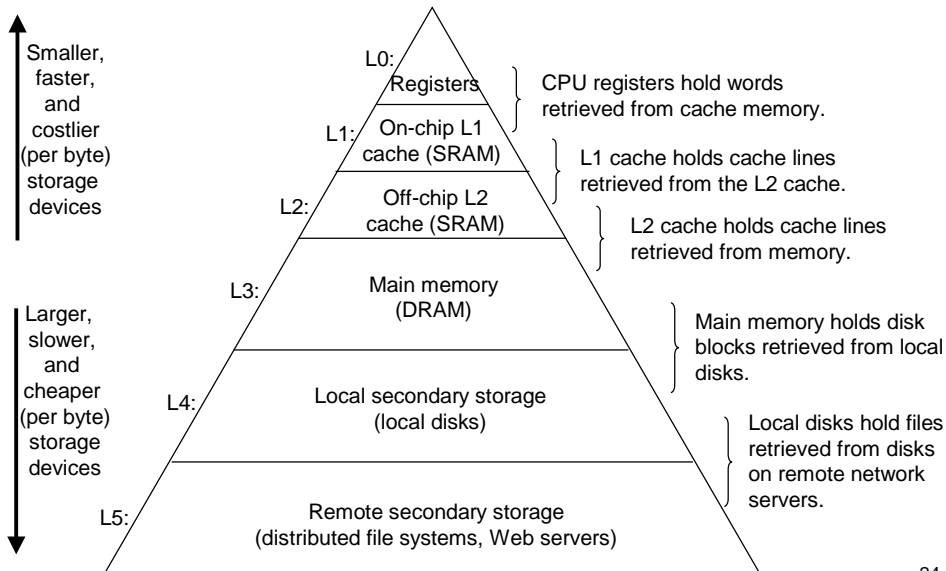 Smaller,
faster,
and
costlier
(per byte)
storage
devices
Larger,
slower,
and
cheaper
(per byte)
storage
devices
L0:
Registers
L1:
On-chip L1
cache (SRAM)
L2:
Off-chip L2
cache (SRAM)
L3:
Main memory
(DRAM)
L4:
Local secondary storage
(local disks)
L5:
Remote secondary storage
(distributed file systems, Web servers)
CPU registers hold words
retrieved from cache memory.
L1 cache holds cache lines
retrieved from the L2 cache.
L2 cache holds cache lines
retrieved from memory.
Main memory holds disk
blocks retrieved from local
disks.
Local disks hold files
retrieved from disks
on remote network
servers.